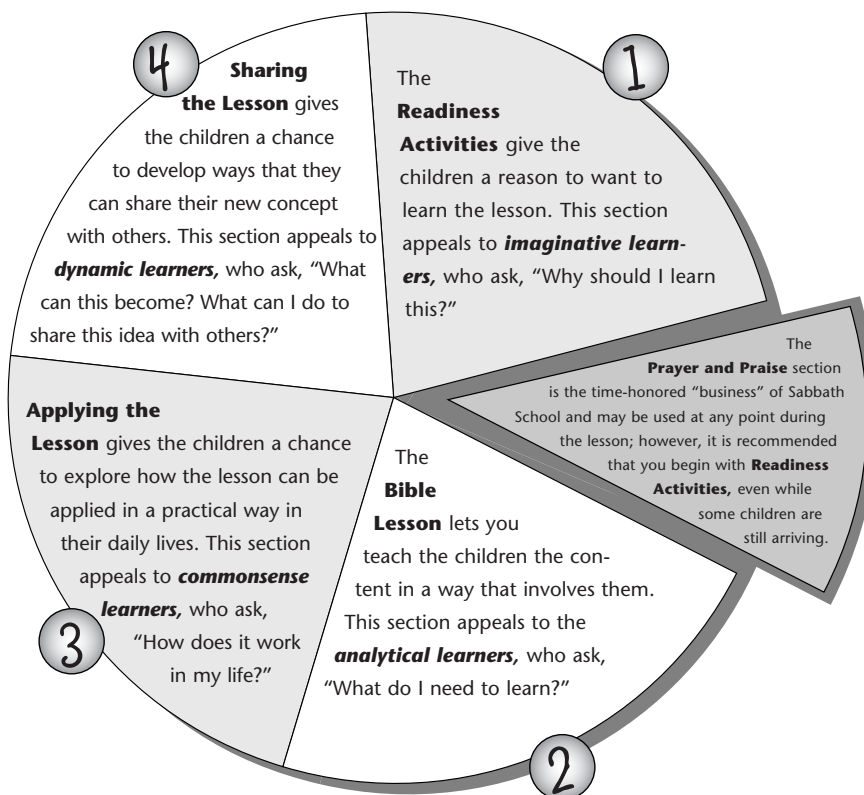 1
The
Readiness
Activities give the
children a reason to want to
learn the lesson. This section
appeals to imaginative learn-
ers, who ask, “Why should I learn
this?”
The
Prayer and Praise section
is the time-honored “business” of Sabbath
School and may be used at any point during
the lesson; however, it is recommended
that you begin with Readiness
Activities, even while
some children are
still arriving.
2
The
Bible
Lesson lets you
teach the children the con-
tent in a way that involves them.
This section appeals to the
analytical learners, who ask,
“What do I need to learn?”
3
Applying the
Lesson gives the children a chance
to explore how the lesson can be
applied in a practical way in
their daily lives. This section
appeals to commonsense
learners, who ask,
“How does it work
in my life?”
4
Sharing
the Lesson gives
the children a chance
to develop ways that they
can share their new concept
with others. This section appeals to
dynamic learners, who ask, “What
can this become? What can I do to
share this idea with others?”